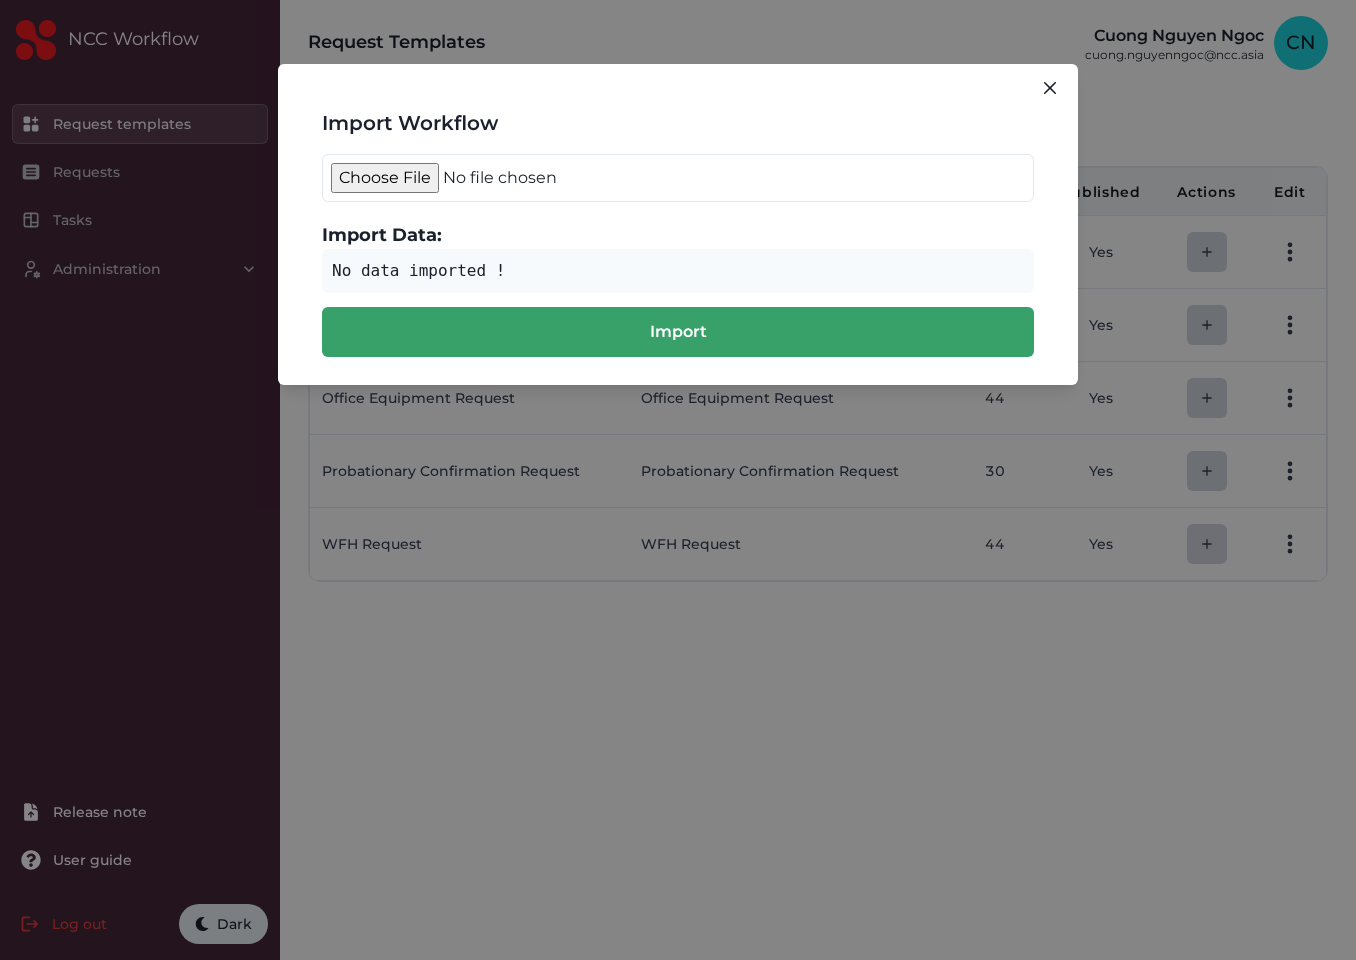 NCC Workflow
Request templates
Requests
Tasks
Administration
Release note
User guide
Log out
Dark
Request Templates
Cuong Nguyen Ngoc
cuong.nguyenngoc@ncc.asia
CN
Import Workflow
Choose File No file chosen
Import Data:
No data imported !
Import
Actions Edit
Yes +
Yes +
Office Equipment Request Office Equipment Request 44 Yes +
Probationary Confirmation Request Probationary Confirmation Request 30 Yes +
WFH Request WFH Request 44 Yes +